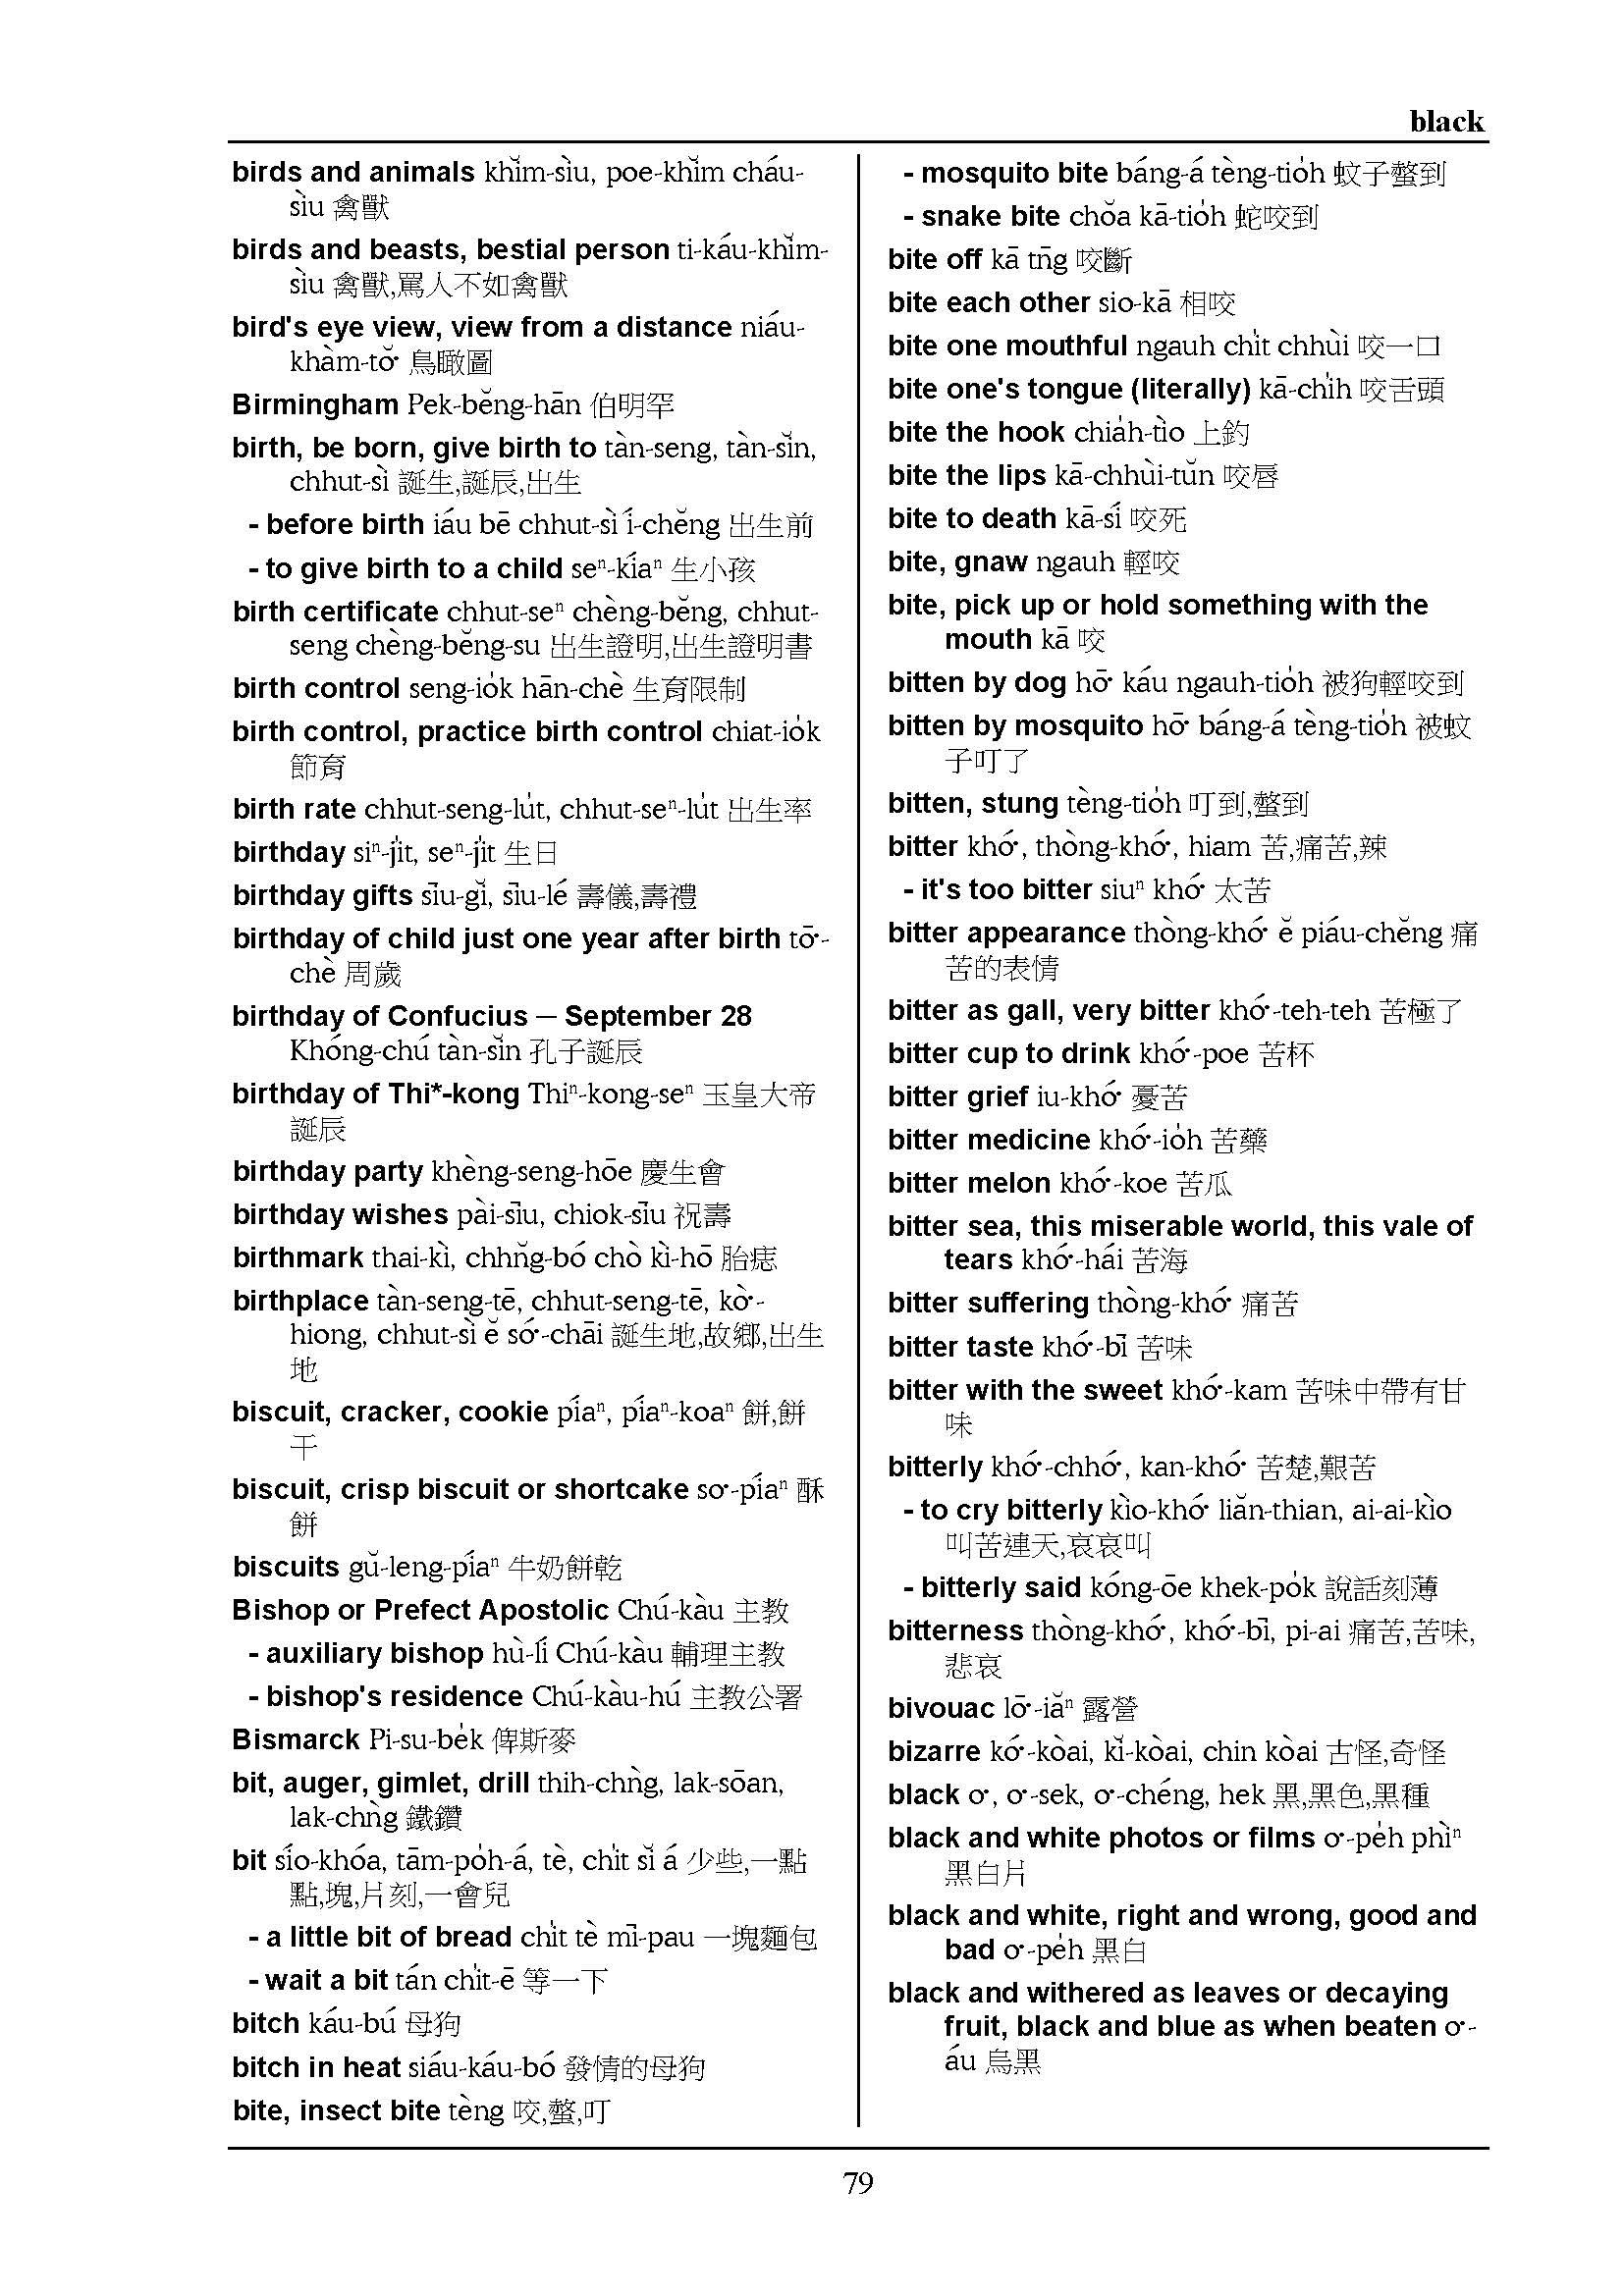 black
birds and animals khĭm-sìu, poe-khĭm cháu-
sìu 禽獸
birds and beasts, bestial person ti-káu-khĭm-
sìu 禽獸,罵人不如禽獸
bird's eye view, view from a distance niáu-
khàm-tŏ͘ 鳥瞰圖
Birmingham Pek-bĕng-hān 伯明罕
birth, be born, give birth to tàn-seng, tàn-sĭn,
chhut-sì 誕生,誕辰,出生
- before birth iáu bē chhut-sì í-chĕng 出生前
- to give birth to a child seⁿ-kíaⁿ 生小孩
birth certificate chhut-seⁿ chèng-bĕng, chhut-
seng chèng-bĕng-su 出生證明,出生證明書
birth control seng-io̍k hān-chè 生育限制
birth control, practice birth control chiat-io̍k
節育
birth rate chhut-seng-lu̍t, chhut-seⁿ-lu̍t 出生率
birthday siⁿ-ji̍t, seⁿ-ji̍t 生日
birthday gifts sīu-gĭ, sīu-lé 壽儀,壽禮
birthday of child just one year after birth tō͘-
chè 周歲
birthday of Confucius — September 28
Khóng-chú tàn-sĭn 孔子誕辰
birthday of Thi*-kong Thiⁿ-kong-seⁿ 玉皇大帝
誕辰
birthday party khèng-seng-hōe 慶生會
birthday wishes pài-sīu, chiok-sīu 祝壽
birthmark thai-kì, chhn̆g-bó chò kì-hō 胎痣
birthplace tàn-seng-tē, chhut-seng-tē, kò͘-
hiong, chhut-sì ĕ só͘-chāi 誕生地,故鄉,出生
地
biscuit, cracker, cookie píaⁿ, píaⁿ-koaⁿ 餅,餅
干
biscuit, crisp biscuit or shortcake so͘-píaⁿ 酥
餅
biscuits gŭ-leng-píaⁿ 牛奶餅乾
Bishop or Prefect Apostolic Chú-kàu 主教
- auxiliary bishop hù-lí Chú-kàu 輔理主教
- bishop's residence Chú-kàu-hú 主教公署
Bismarck Pi-su-be̍k 俾斯麥
bit, auger, gimlet, drill thih-chǹg, lak-sōan,
lak-chǹg 鐵鑽
bit sío-khóa, tām-po̍h-á, tè, chi̍t sĭ á 少些,一點
點,塊,片刻,一會兒
- a little bit of bread chi̍t tè mī-pau 一塊麵包
- wait a bit tán chi̍t-ē 等一下
bitch káu-bú 母狗
bitch in heat siáu-káu-bó 發情的母狗
bite, insect bite tèng 咬,螫,叮
- mosquito bite báng-á tèng-tio̍h 蚊子螫到
- snake bite chŏa kā-tio̍h 蛇咬到
bite off kā tn̄g 咬斷
bite each other sio-kā 相咬
bite one mouthful ngauh chi̍t chhùi 咬一口
bite one's tongue (literally) kā-chi̍h 咬舌頭
bite the hook chia̍h-tìo 上釣
bite the lips kā-chhùi-tŭn 咬唇
bite to death kā-sí 咬死
bite, gnaw ngauh 輕咬
bite, pick up or hold something with the
mouth kā 咬
bitten by dog hō͘ káu ngauh-tio̍h 被狗輕咬到
bitten by mosquito hō͘ báng-á tèng-tio̍h 被蚊
子叮了
bitten, stung tèng-tio̍h 叮到,螫到
bitter khó͘, thòng-khó͘, hiam 苦,痛苦,辣
- it's too bitter siuⁿ khó͘ 太苦
bitter appearance thòng-khó͘ ĕ piáu-chĕng 痛
苦的表情
bitter as gall, very bitter khó͘-teh-teh 苦極了
bitter cup to drink khó͘-poe 苦杯
bitter grief iu-khó͘ 憂苦
bitter medicine khó͘-io̍h 苦藥
bitter melon khó͘-koe 苦瓜
bitter sea, this miserable world, this vale of
tears khó͘-hái 苦海
bitter suffering thòng-khó͘ 痛苦
bitter taste khó͘-bī 苦味
bitter with the sweet khó͘-kam 苦味中帶有甘
味
bitterly khó͘-chhó͘, kan-khó͘ 苦楚,艱苦
- to cry bitterly kìo-khó͘ liăn-thian, ai-ai-kìo
叫苦連天,哀哀叫
- bitterly said kóng-ōe khek-po̍k 說話刻薄
bitterness thòng-khó͘, khó͘-bī, pi-ai 痛苦,苦味,
悲哀
bivouac lō͘-iăⁿ 露營
bizarre kó͘-kòai, kĭ-kòai, chin kòai 古怪,奇怪
black o͘, o͘-sek, o͘-chéng, hek 黑,黑色,黑種
black and white photos or films o͘-pe̍h phìⁿ
黑白片
black and white, right and wrong, good and
bad o͘-pe̍h 黑白
black and withered as leaves or decaying
fruit, black and blue as when beaten o͘-
áu 烏黑
79